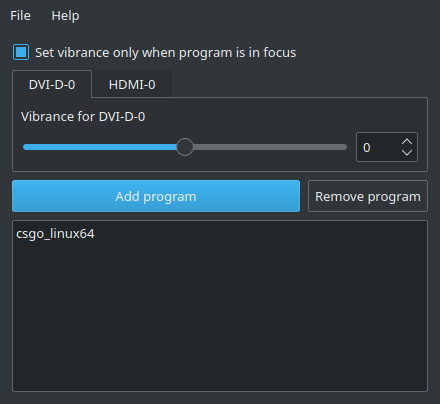 File Help
Set vibrance only when program is in focus
DVI-D-0 HDMI-0
Vibrance for DVI-D-0
0
Add program Remove program
csgo_linux64